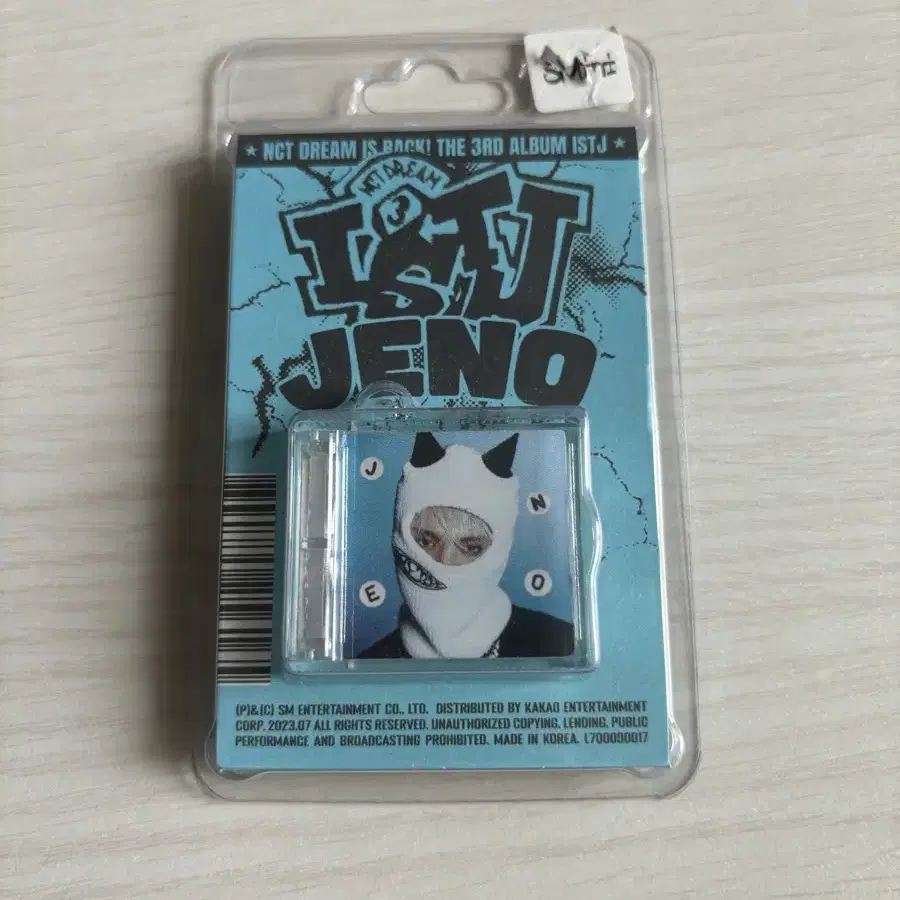 ★ NCT DREAM IS BACK! THE 3RD ALBUM ISTJ ★
NCT DREAM
3
ISTJ
JENO
J
N
E
O
(P)&(C) SM ENTERTAINMENT CO., LTD. DISTRIBUTED BY KAKAO ENTERTAINMENT
CORP. 2023.07 ALL RIGHTS RESERVED. UNAUTHORIZED COPYING, LENDING, PUBLIC
PERFORMANCE AND BROADCASTING PROHIBITED. MADE IN KOREA. L700000017